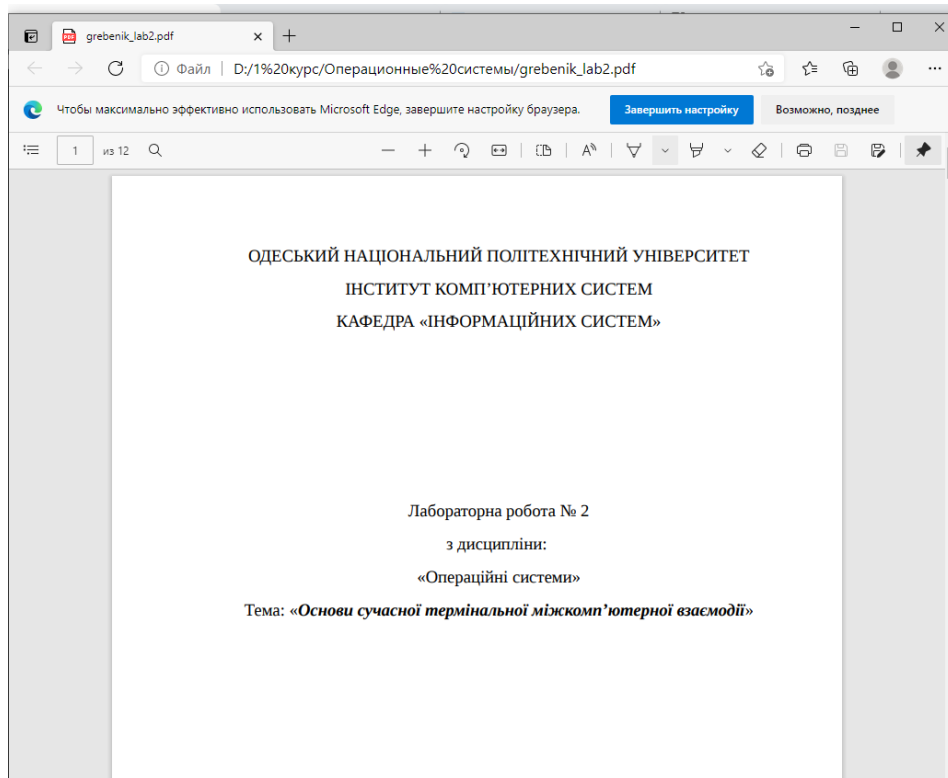 grebenik_lab2.pdf
Файл D:/1%20курс/Операционные%20системы/grebenik_lab2.pdf
Чтобы максимально эффективно использовать Microsoft Edge, завершите настройку браузера. Завершить настройку Возможно, позднее
1 из 12
ОДЕСЬКИЙ НАЦІОНАЛЬНИЙ ПОЛІТЕХНІЧНИЙ УНІВЕРСИТЕТ
ІНСТИТУТ КОМП’ЮТЕРНИХ СИСТЕМ
КАФЕДРА «ІНФОРМАЦІЙНИХ СИСТЕМ»
Лабораторна робота № 2
з дисципліни:
«Операційні системи»
Тема: «Основи сучасної термінальної міжкомп’ютерної взаємодії»